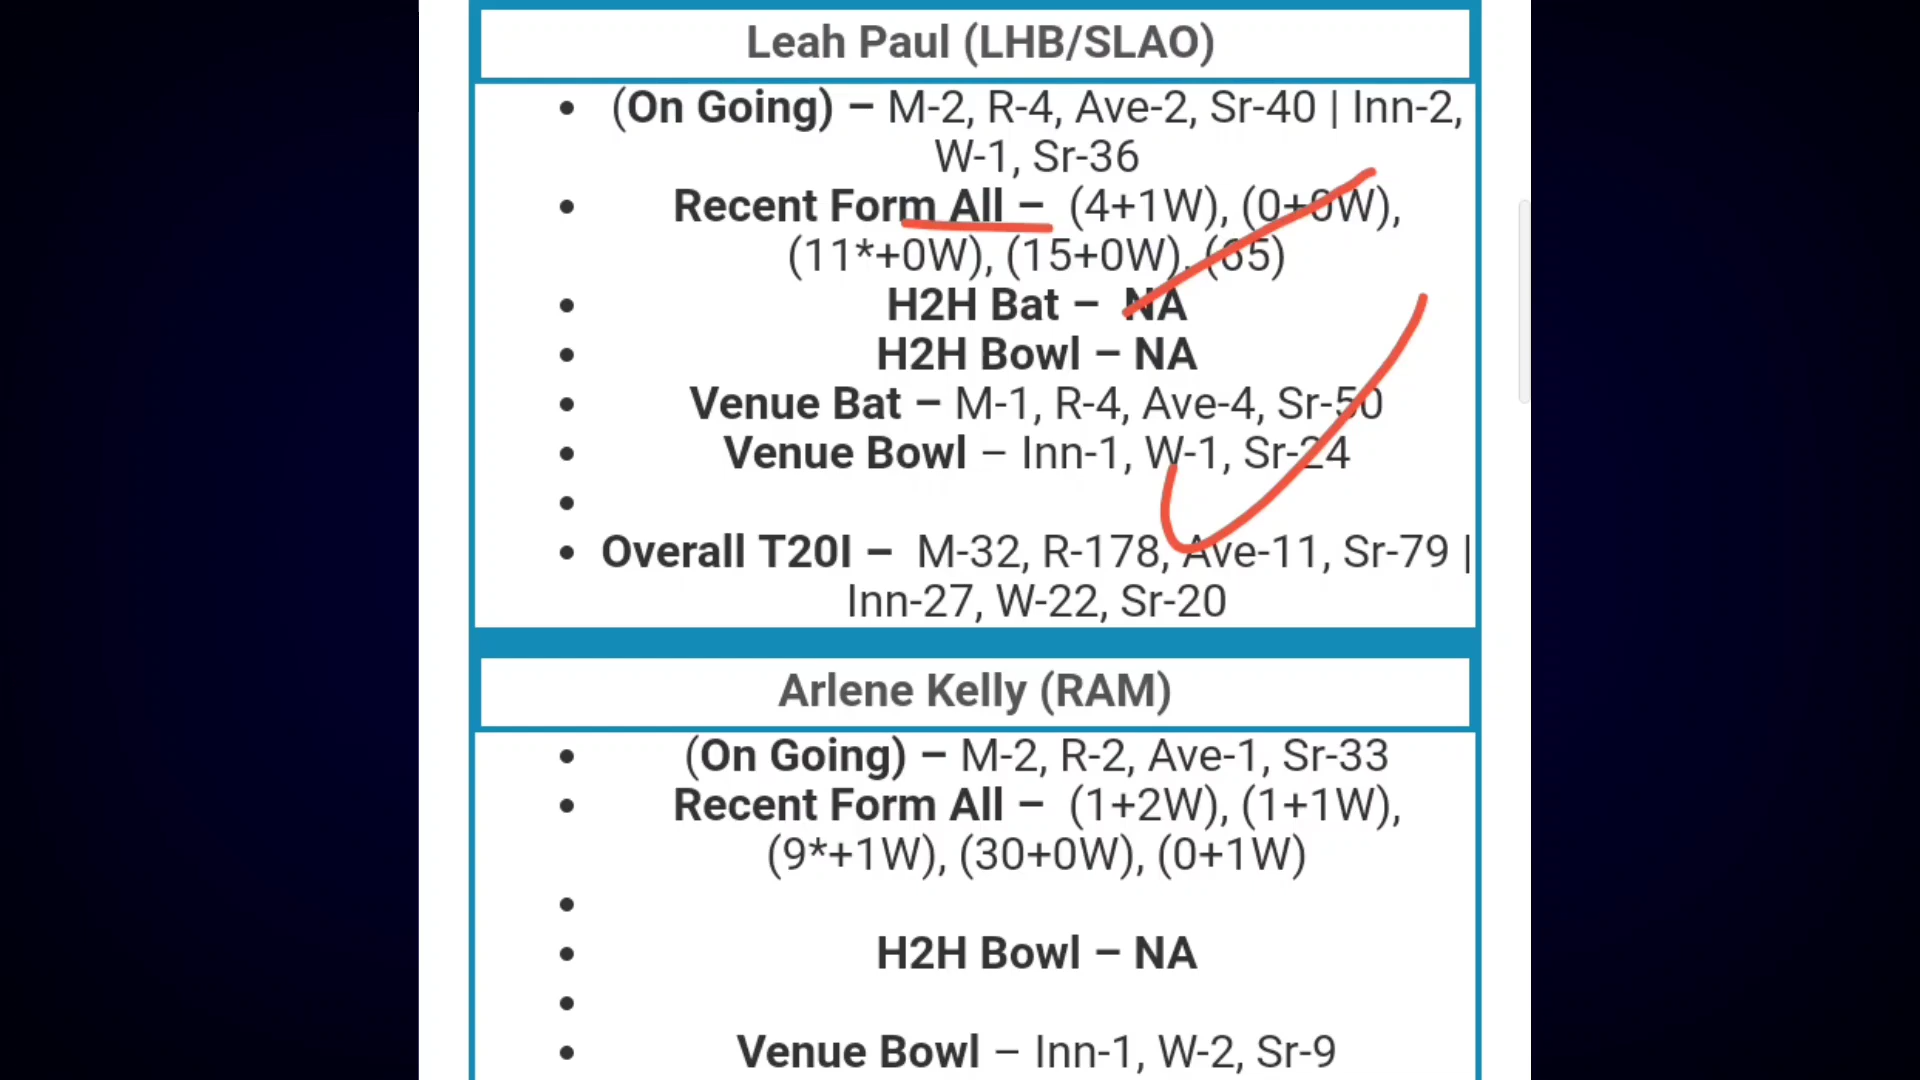 Leah Paul (LHB/SLAO)
(On Going) – M-2, R-4, Ave-2, Sr-40 | Inn-2,
W-1, Sr-36
Recent Form All – (4+1W), (0+0W),
(11*+0W), (15+0W), (65)
H2H Bat – NA
H2H Bowl – NA
Venue Bat – M-1, R-4, Ave-4, Sr-50
Venue Bowl – Inn-1, W-1, Sr-24
Overall T20I – M-32, R-178, Ave-11, Sr-79 |
Inn-27, W-22, Sr-20
Arlene Kelly (RAM)
(On Going) – M-2, R-2, Ave-1, Sr-33
Recent Form All – (1+2W), (1+1W),
(9*+1W), (30+0W), (0+1W)
H2H Bowl – NA
Venue Bowl – Inn-1, W-2, Sr-9